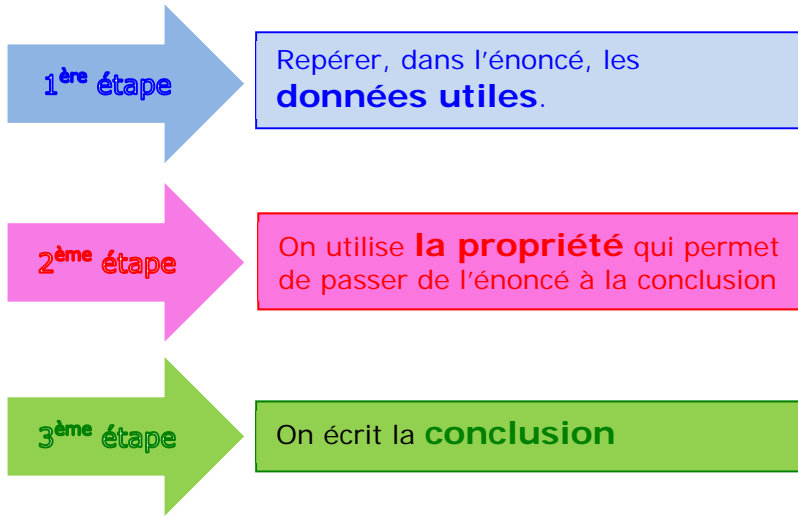 1ère étape
Repérer, dans l'énoncé, les
données utiles.
2ème étape
On utilise la propriété qui permet
de passer de l'énoncé à la conclusion
3ème étape
On écrit la conclusion